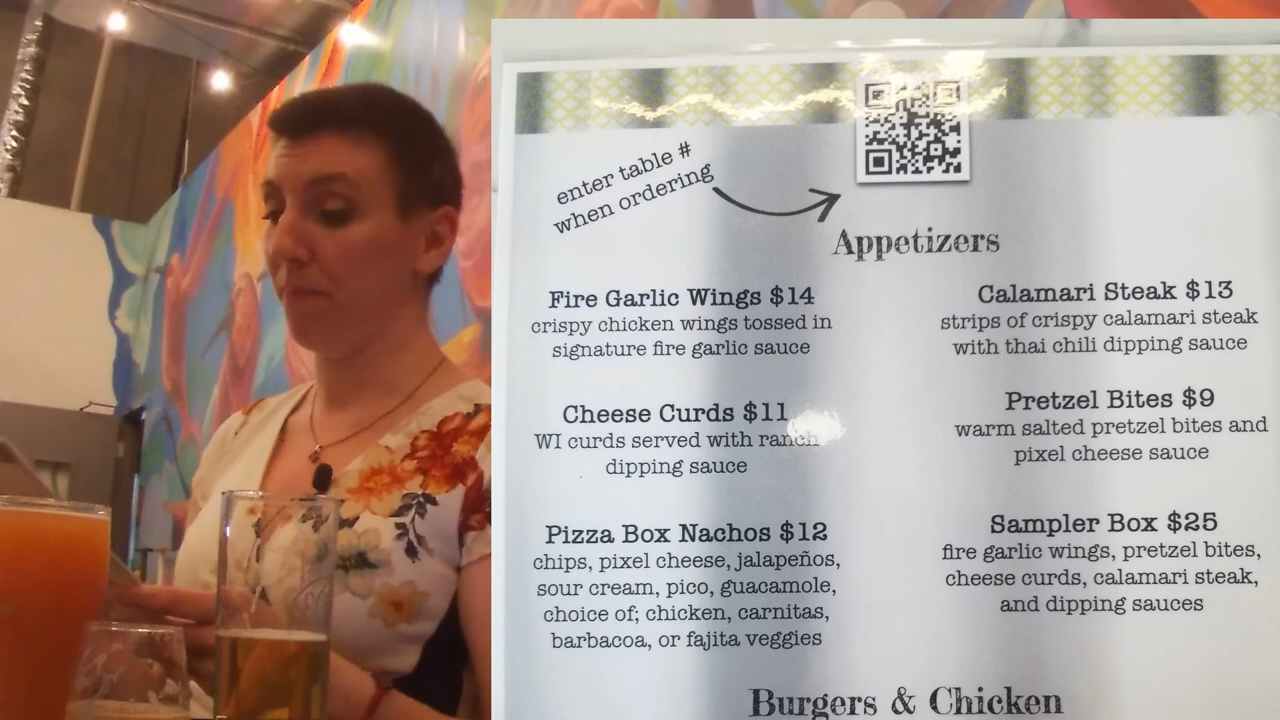 enter table #
when ordering
Appetizers
Fire Garlic Wings $14
crispy chicken wings tossed in
signature fire garlic sauce
Cheese Curds $11
WI curds served with ranch
dipping sauce
Pizza Box Nachos $12
chips, pixel cheese, jalapeños,
sour cream, pico, guacamole,
choice of; chicken, carnitas,
barbacoa, or fajita veggies
Calamari Steak $13
strips of crispy calamari steak
with thai chili dipping sauce
Pretzel Bites $9
warm salted pretzel bites and
pixel cheese sauce
Sampler Box $25
fire garlic wings, pretzel bites,
cheese curds, calamari steak,
and dipping sauces
Burgers & Chicken